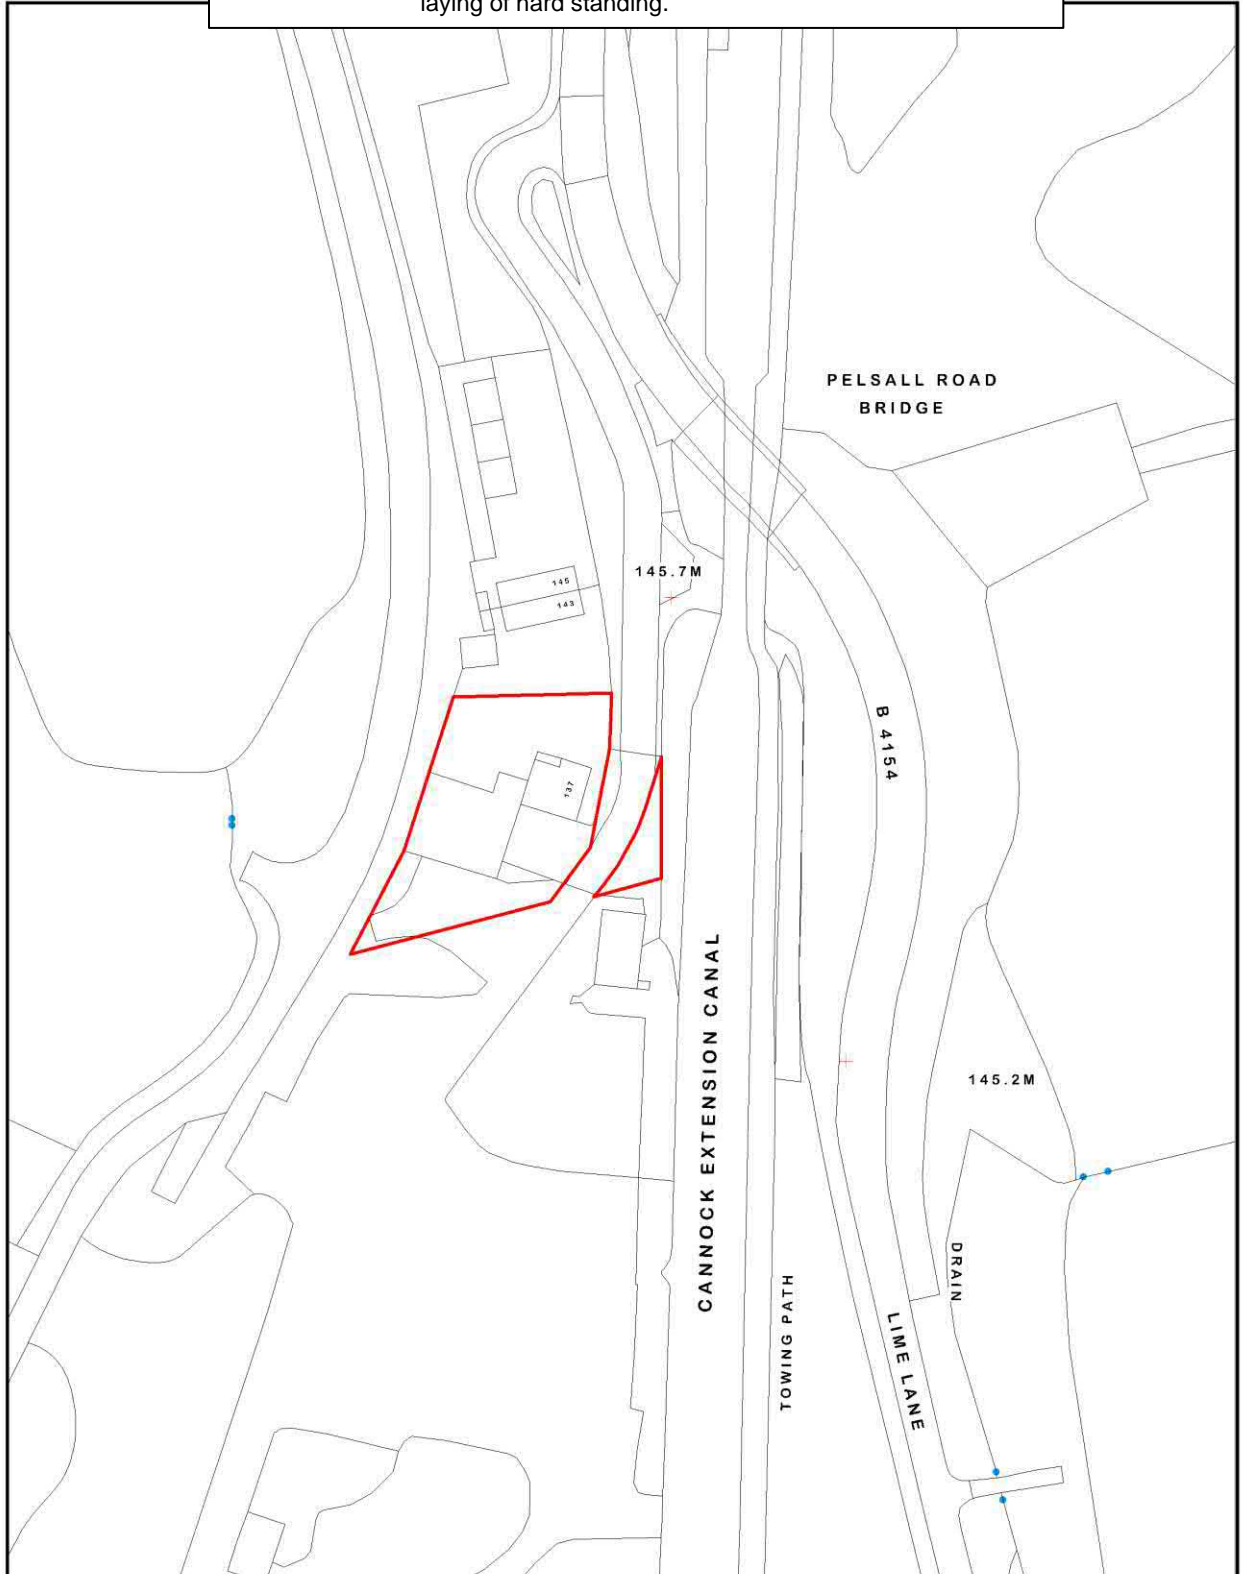 laying of hard standing.
PELSALL ROAD
BRIDGE
145.7M
145
143
137
B 4154
CANNOCK EXTENSION CANAL
145.2M
DRAIN
TOWING PATH
LIME LANE